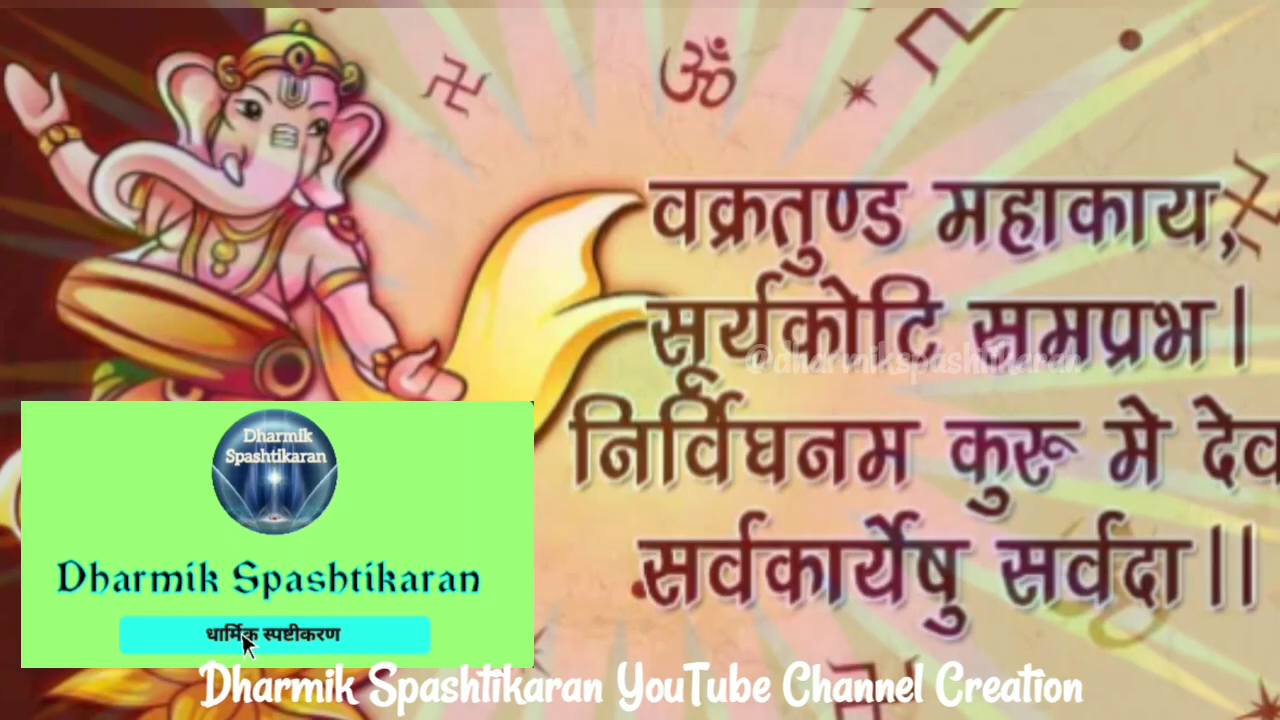 ॐ
वक्रतुण्ड महाकाय,
सूर्यकोटि समप्रभ।
@dharmikspashtikaran
निर्विघनम कुरू मे देव
सर्वकार्येषु सर्वदा।।
Dharmik
Spashtikaran
Dharmik Spashtikaran
धार्मिक स्पष्टीकरण
Dharmik Spashtikaran YouTube Channel Creation